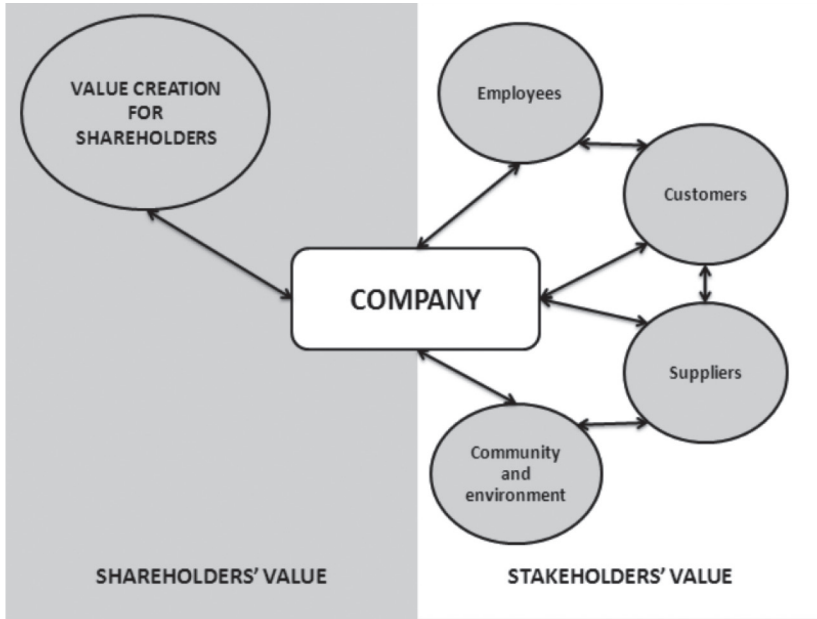 VALUE CREATION
FOR
SHAREHOLDERS
Employees
Customers
COMPANY
Suppliers
Community
and
environment
SHAREHOLDERS’ VALUE
STAKEHOLDERS’ VALUE